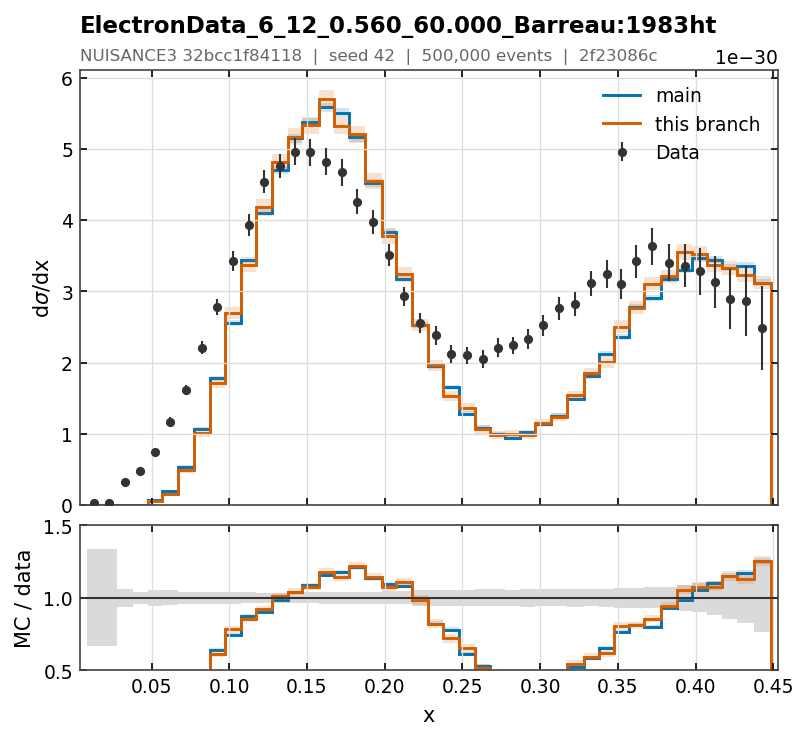 ElectronData_6_12_0.560_60.000_Barreau:1983ht
NUISANCE3 32bcc1f84118 | seed 42 | 500,000 events | 2f23086c
1e−30
main
this branch
Data
dσ/dx
6
5
4
3
2
1
0
MC / data
1.5
1.0
0.5
0.05 0.10 0.15 0.20 0.25 0.30 0.35 0.40 0.45
x